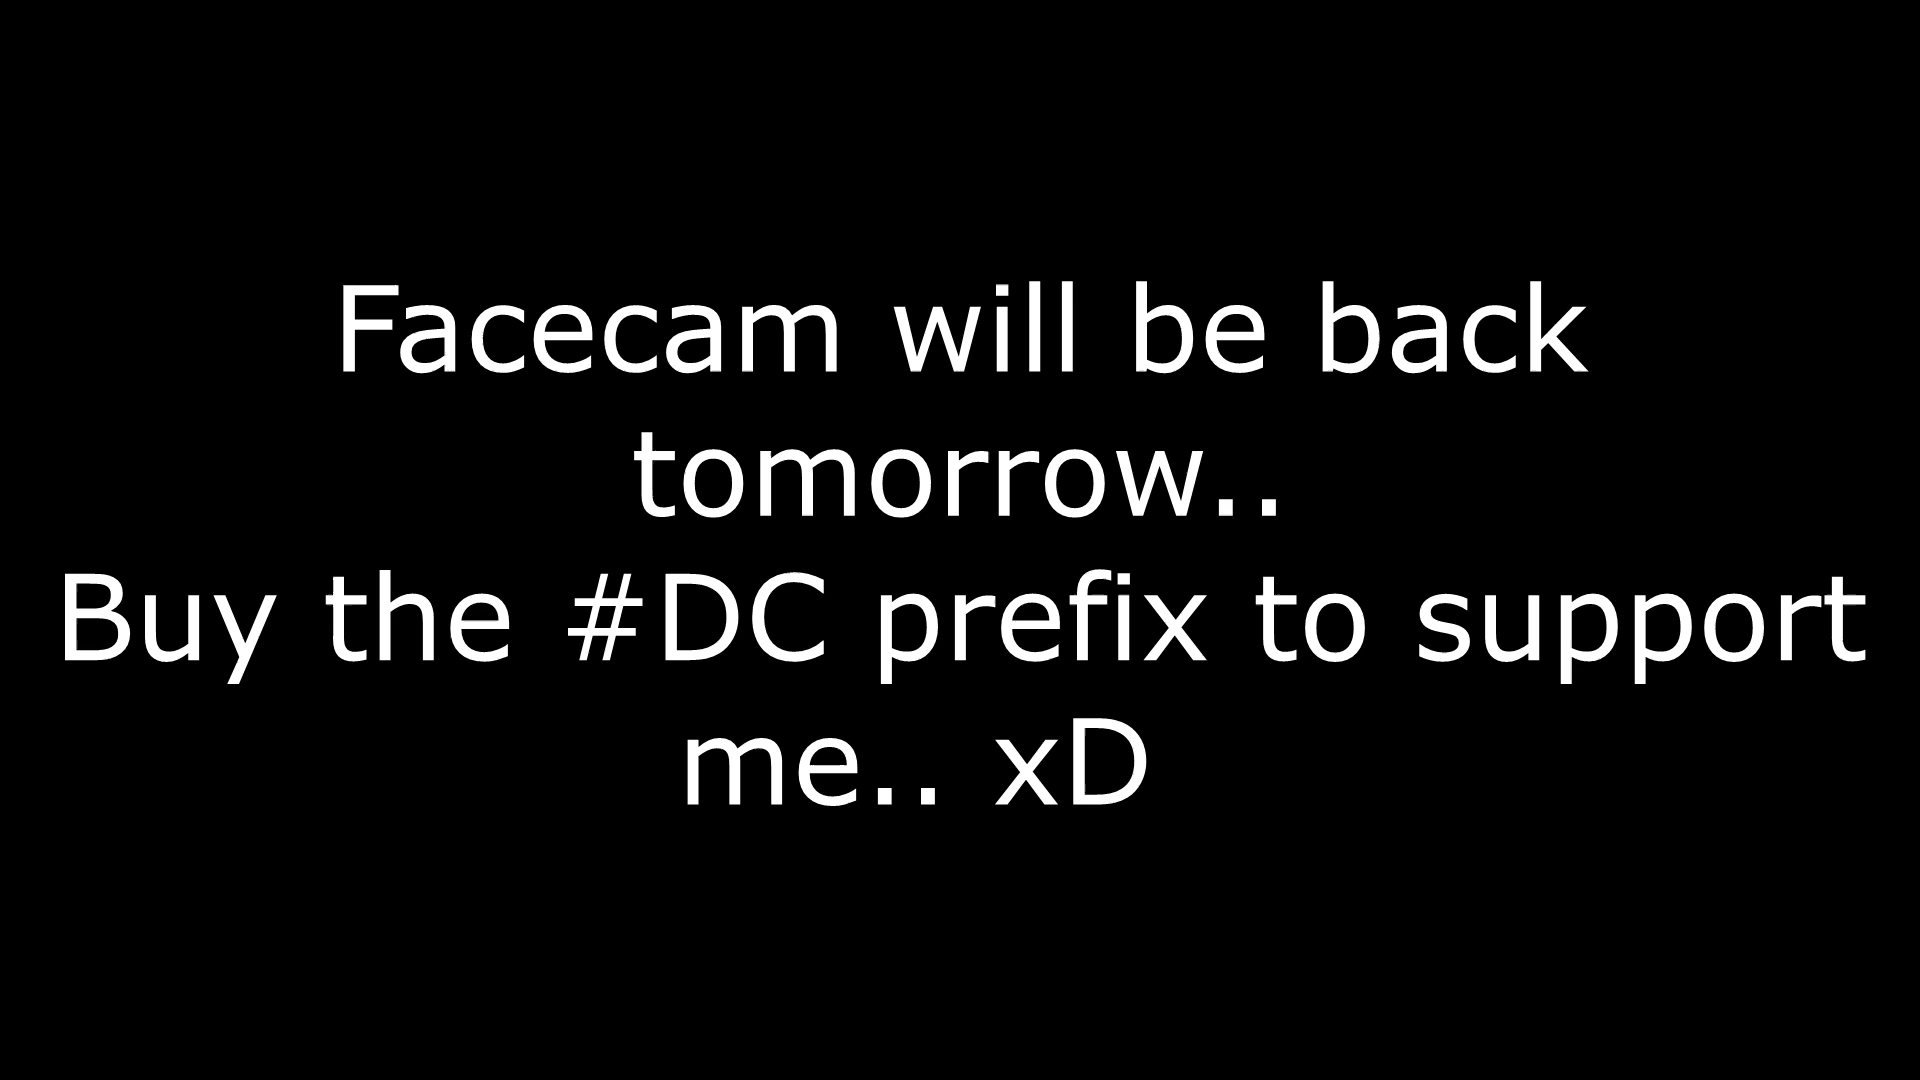 Facecam will be back
tomorrow..
Buy the #DC prefix to support
me.. xD